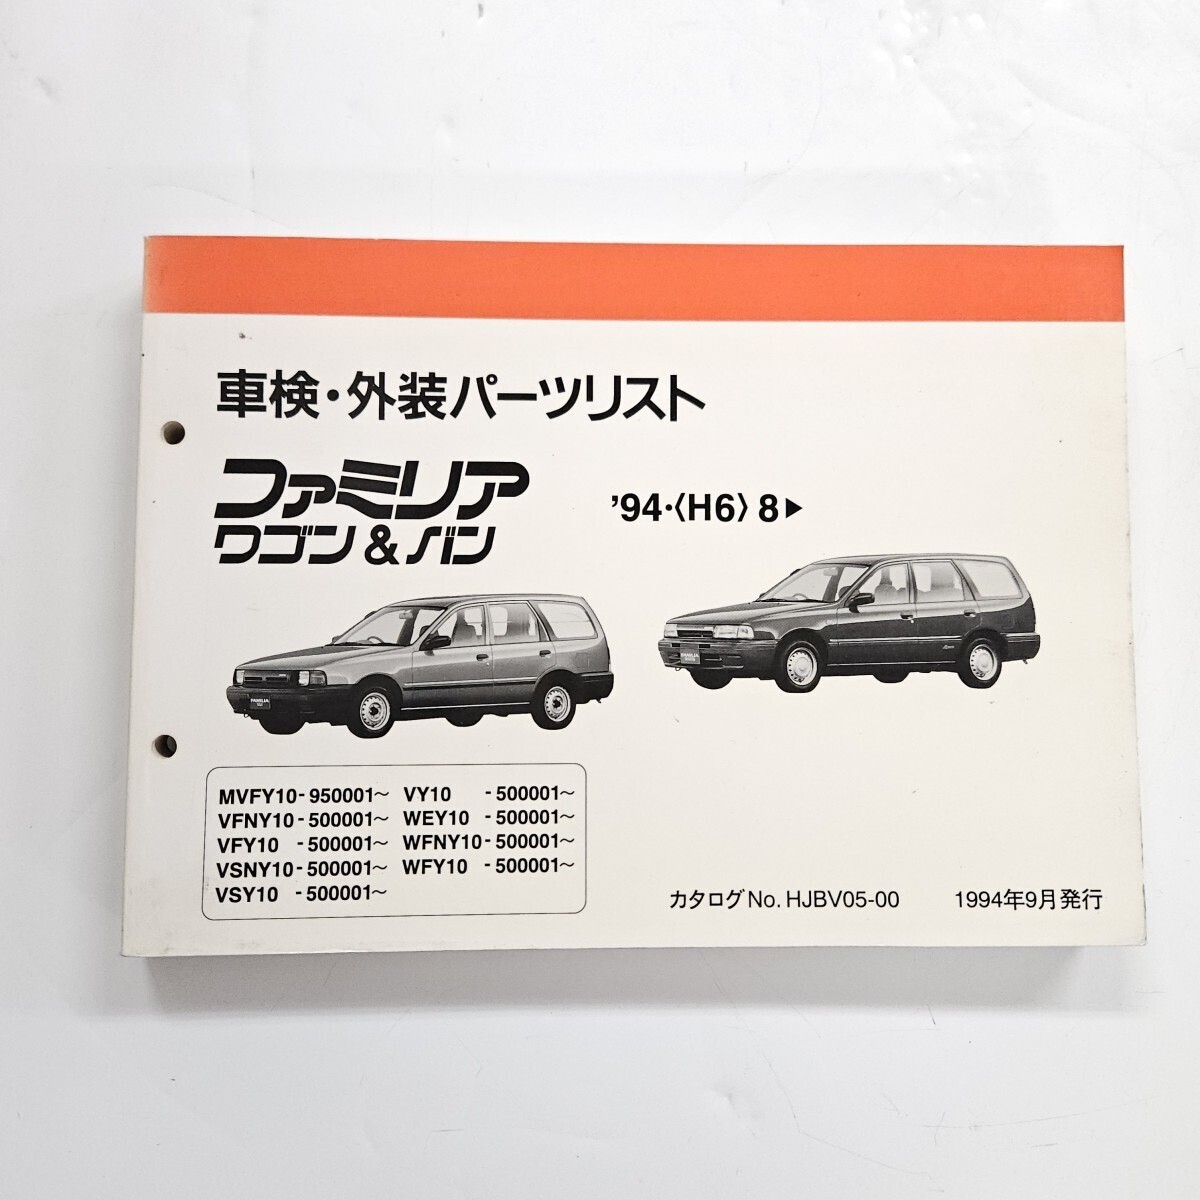 車検・外装パーツリスト
ファミリア
ワゴン&バン
'94・〈H6〉8▶
FAMILIA
FAMILIA
MVFY10-950001～ VY10 -500001～
VFNY10-500001～ WEY10 -500001～
VFY10 -500001～ WFNY10-500001～
VSNY10-500001～ WFY10 -500001～
VSY10 -500001～
カタログNo. HJBV05-00 1994年9月発行